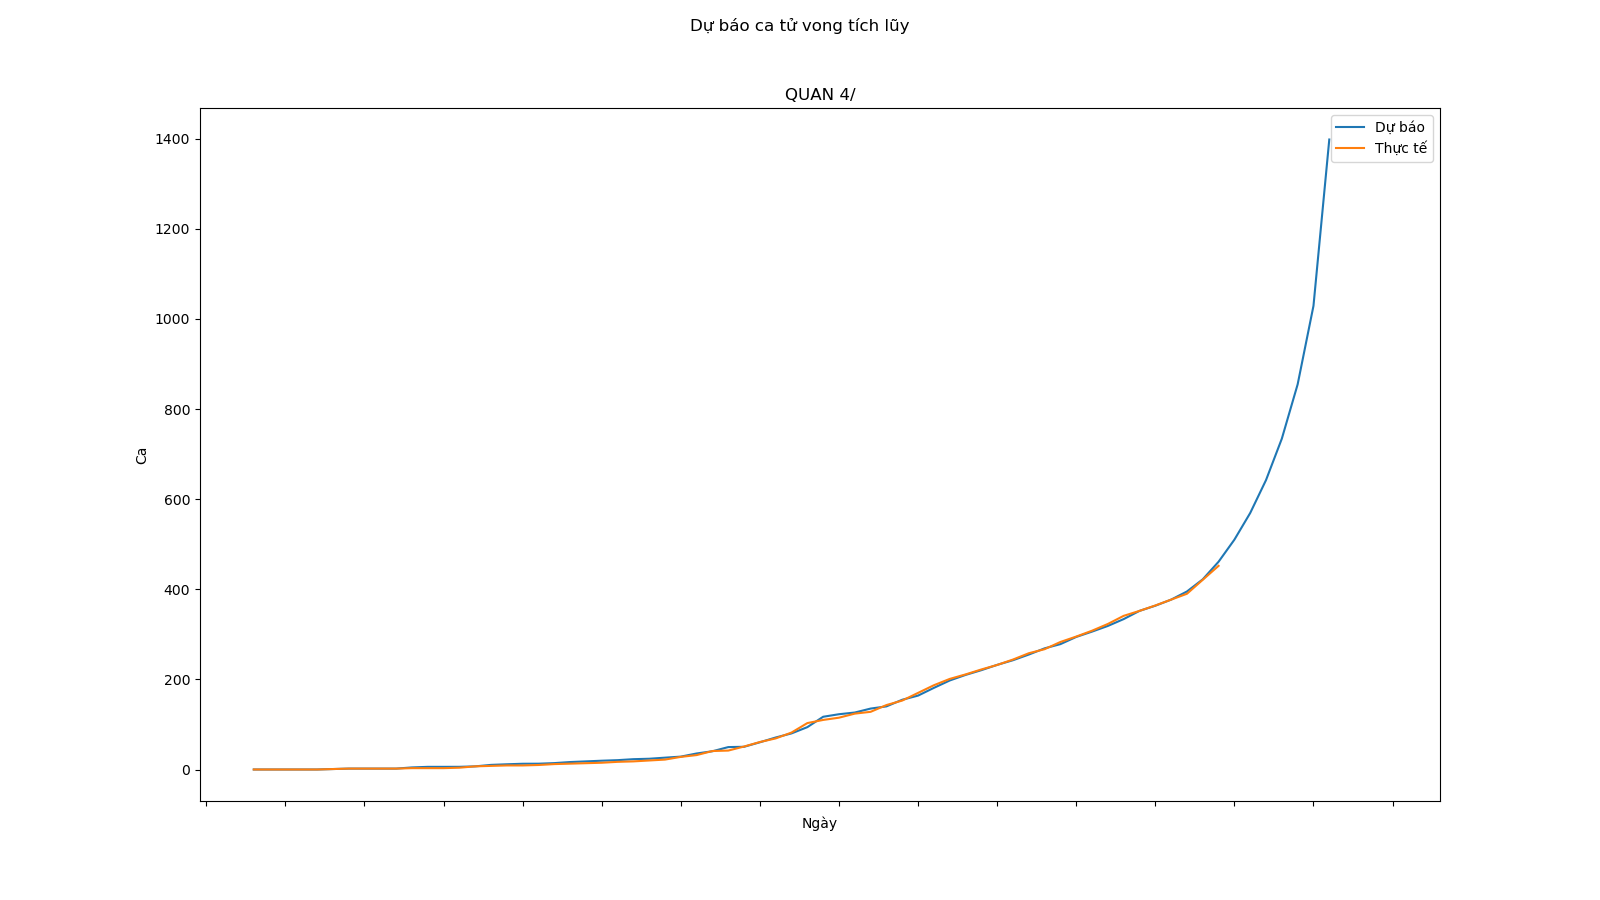 Dự báo ca tử vong tích lũy
QUAN 4/
Dự báo
Thực tế
1400
1200
1000
800
600
400
200
0
Ca
Ngày